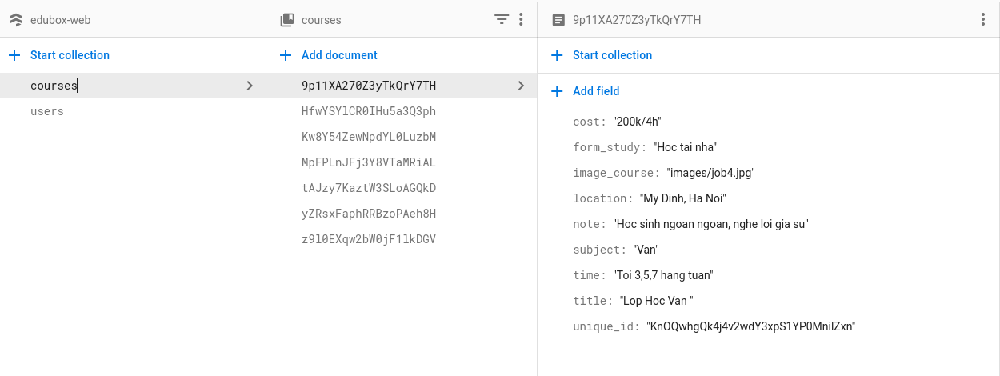 edubox-web
Start collection
courses
users
courses
Add document
9p11XA270Z3yTkQrY7TH
HfwYSYlCR0IHu5a3Q3ph
Kw8Y54ZewNpdYL0LuzbM
MpFPLnJFj3Y8VTaMRiAL
tAJzy7KaztW3SLoAGQkD
yZRsxFaphRRBzoPAeh8H
z9l0EXqw2bW0jF1lkDGV
9p11XA270Z3yTkQrY7TH
Start collection
Add field
cost: "200k/4h"
form_study: "Hoc tai nha"
image_course: "images/job4.jpg"
location: "My Dinh, Ha Noi"
note: "Hoc sinh ngoan ngoan, nghe loi gia su"
subject: "Van"
time: "Toi 3,5,7 hang tuan"
title: "Lop Hoc Van "
unique_id: "KnOQwhgQk4j4v2wdY3xpS1YP0MnilZxn"